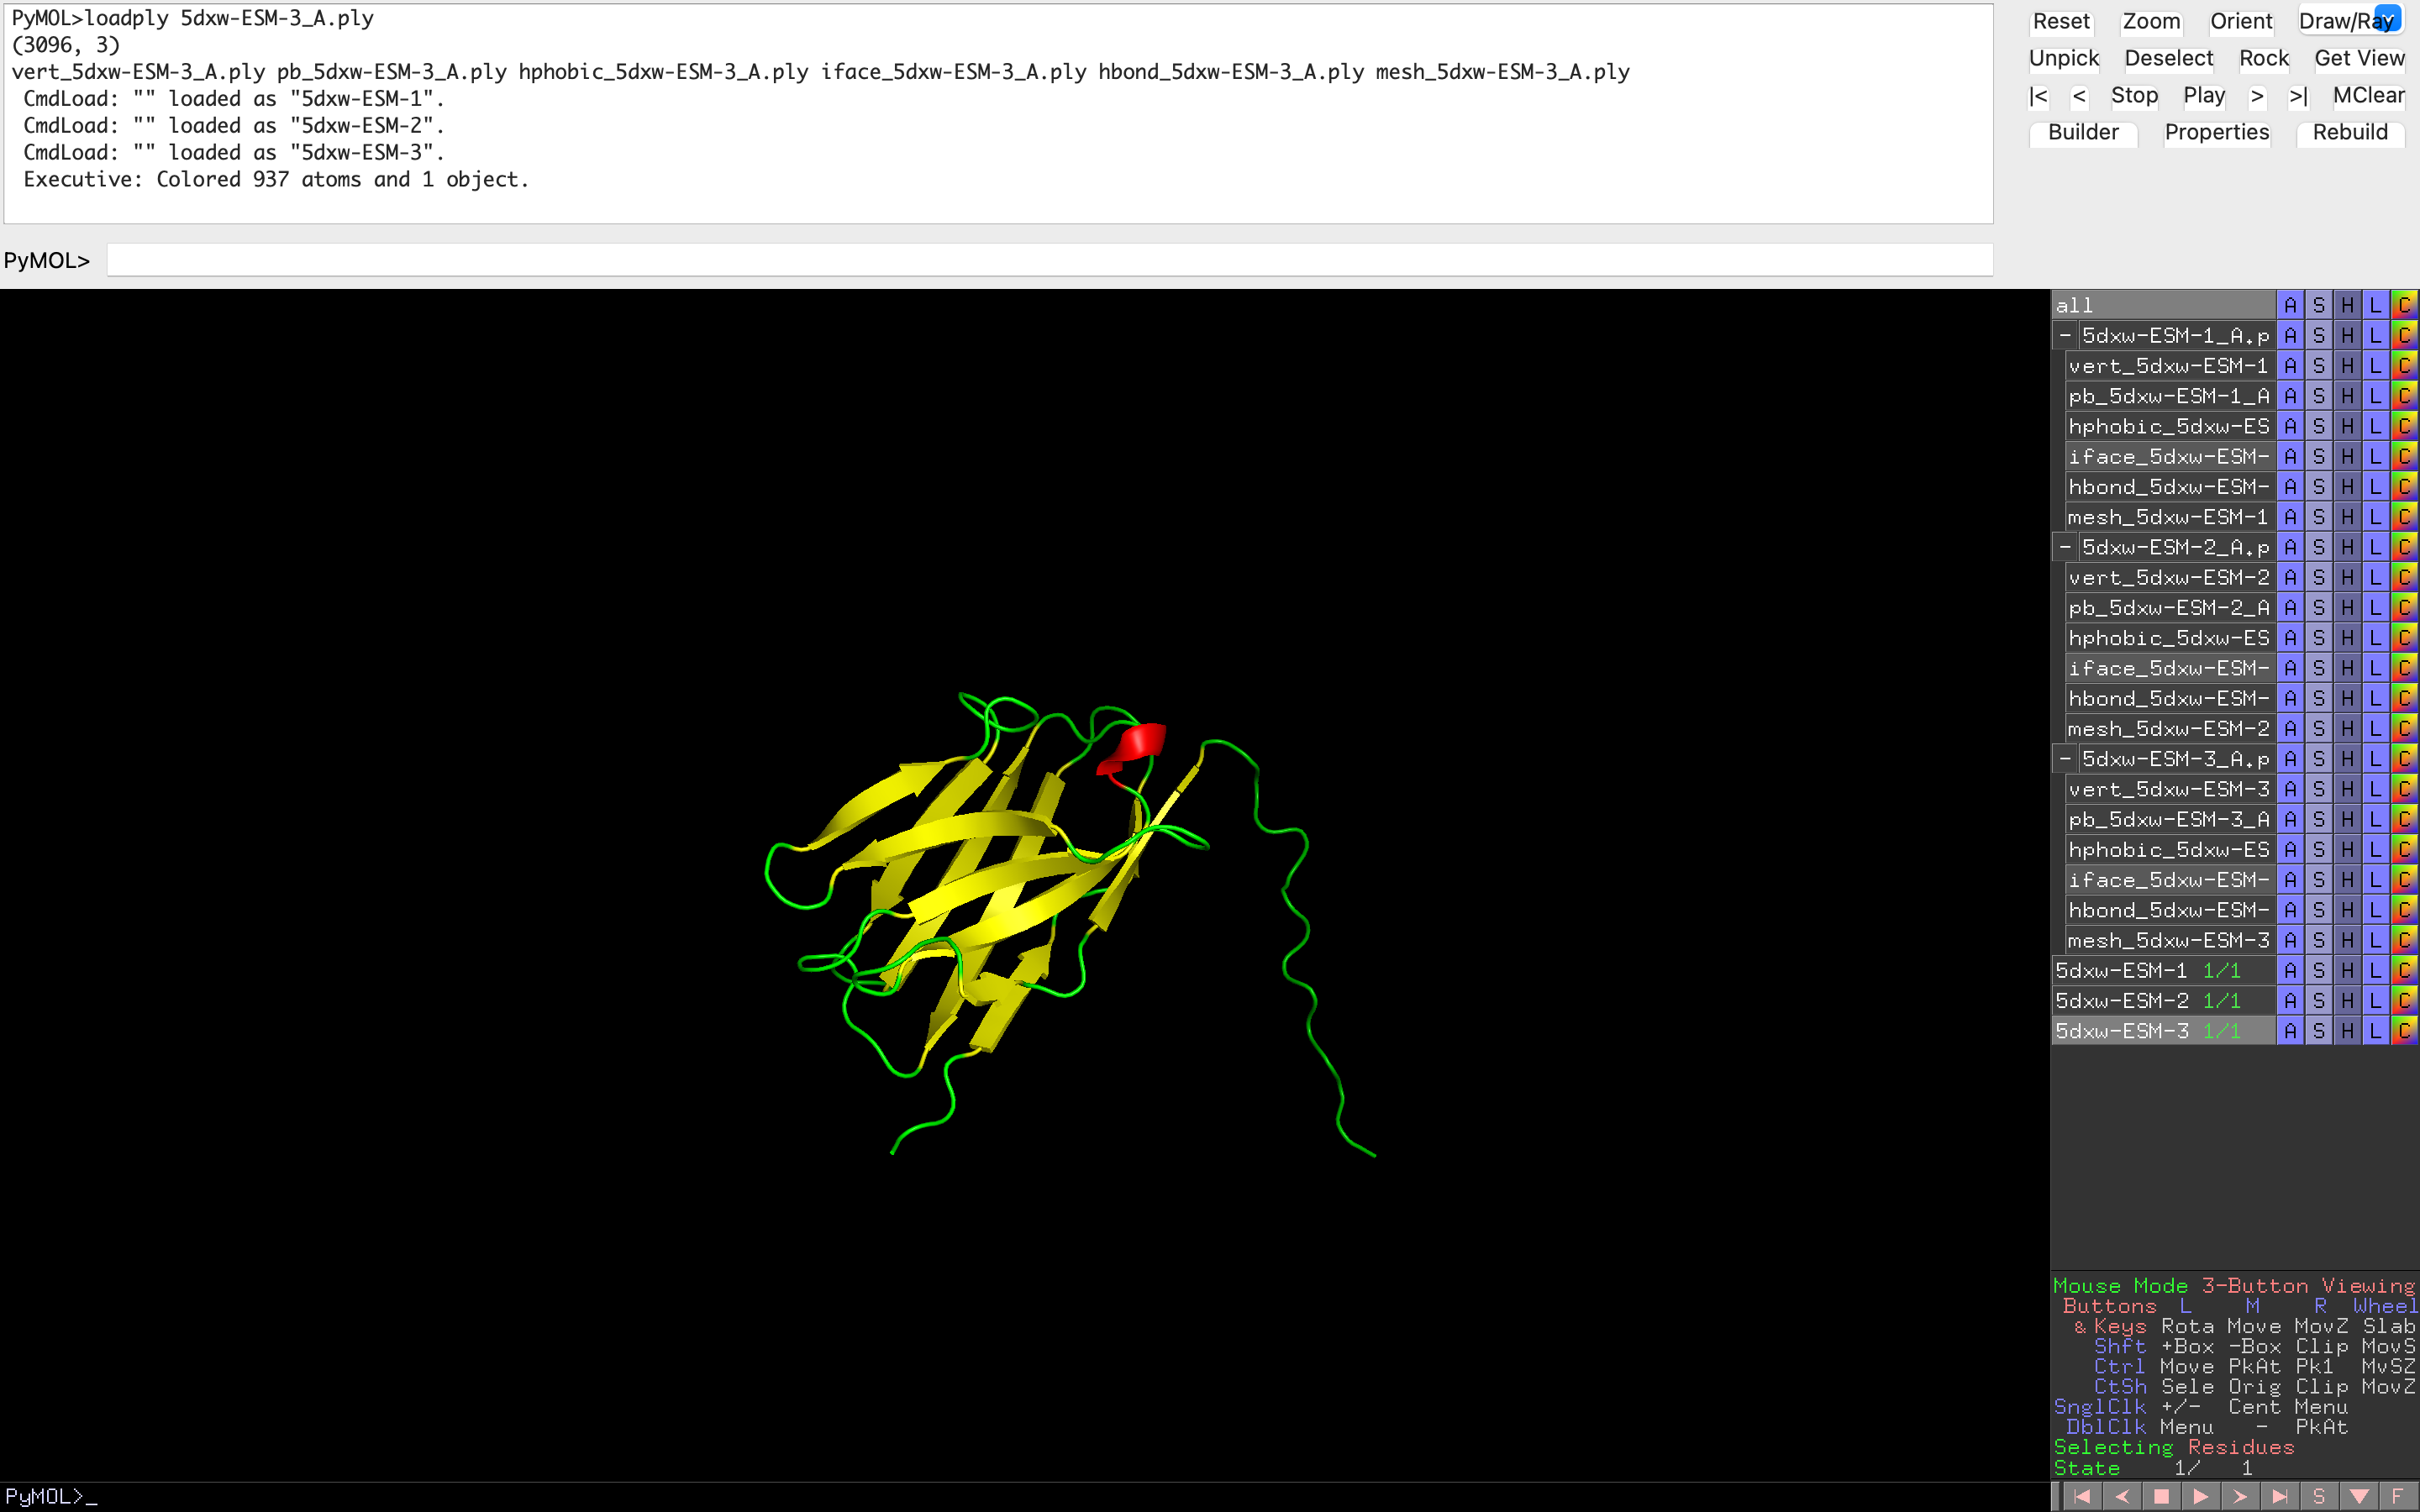 PyMOL>loadply 5dxw-ESM-3_A.ply
(3096, 3)
vert_5dxw-ESM-3_A.ply pb_5dxw-ESM-3_A.ply hphobic_5dxw-ESM-3_A.ply iface_5dxw-ESM-3_A.ply hbond_5dxw-ESM-3_A.ply mesh_5dxw-ESM-3_A.ply
CmdLoad: "" loaded as "5dxw-ESM-1".
CmdLoad: "" loaded as "5dxw-ESM-2".
CmdLoad: "" loaded as "5dxw-ESM-3".
Executive: Colored 937 atoms and 1 object.
PyMOL>
Reset Zoom Orient Draw/Ray
Unpick Deselect Rock Get View
|< < Stop Play > >| MClear
Builder Properties Rebuild
all A S H L C
- 5dxw-ESM-1_A.p A S H L C
vert_5dxw-ESM-1 A S H L C
pb_5dxw-ESM-1_A A S H L C
hphobic_5dxw-ES A S H L C
iface_5dxw-ESM- A S H L C
hbond_5dxw-ESM- A S H L C
mesh_5dxw-ESM-1 A S H L C
- 5dxw-ESM-2_A.p A S H L C
vert_5dxw-ESM-2 A S H L C
pb_5dxw-ESM-2_A A S H L C
hphobic_5dxw-ES A S H L C
iface_5dxw-ESM- A S H L C
hbond_5dxw-ESM- A S H L C
mesh_5dxw-ESM-2 A S H L C
- 5dxw-ESM-3_A.p A S H L C
vert_5dxw-ESM-3 A S H L C
pb_5dxw-ESM-3_A A S H L C
hphobic_5dxw-ES A S H L C
iface_5dxw-ESM- A S H L C
hbond_5dxw-ESM- A S H L C
mesh_5dxw-ESM-3 A S H L C
5dxw-ESM-1 1/1 A S H L C
5dxw-ESM-2 1/1 A S H L C
5dxw-ESM-3 1/1 A S H L C
Mouse Mode 3-Button Viewing
Buttons L M R Wheel
& Keys Rota Move MovZ Slab
Shft +Box -Box Clip MovS
Ctrl Move PkAt Pk1 MvSZ
CtSh Sele Orig Clip MovZ
SnglClk +/- Cent Menu
DblClk Menu - PkAt
Selecting Residues
State 1/ 1
PyMOL>_
S F